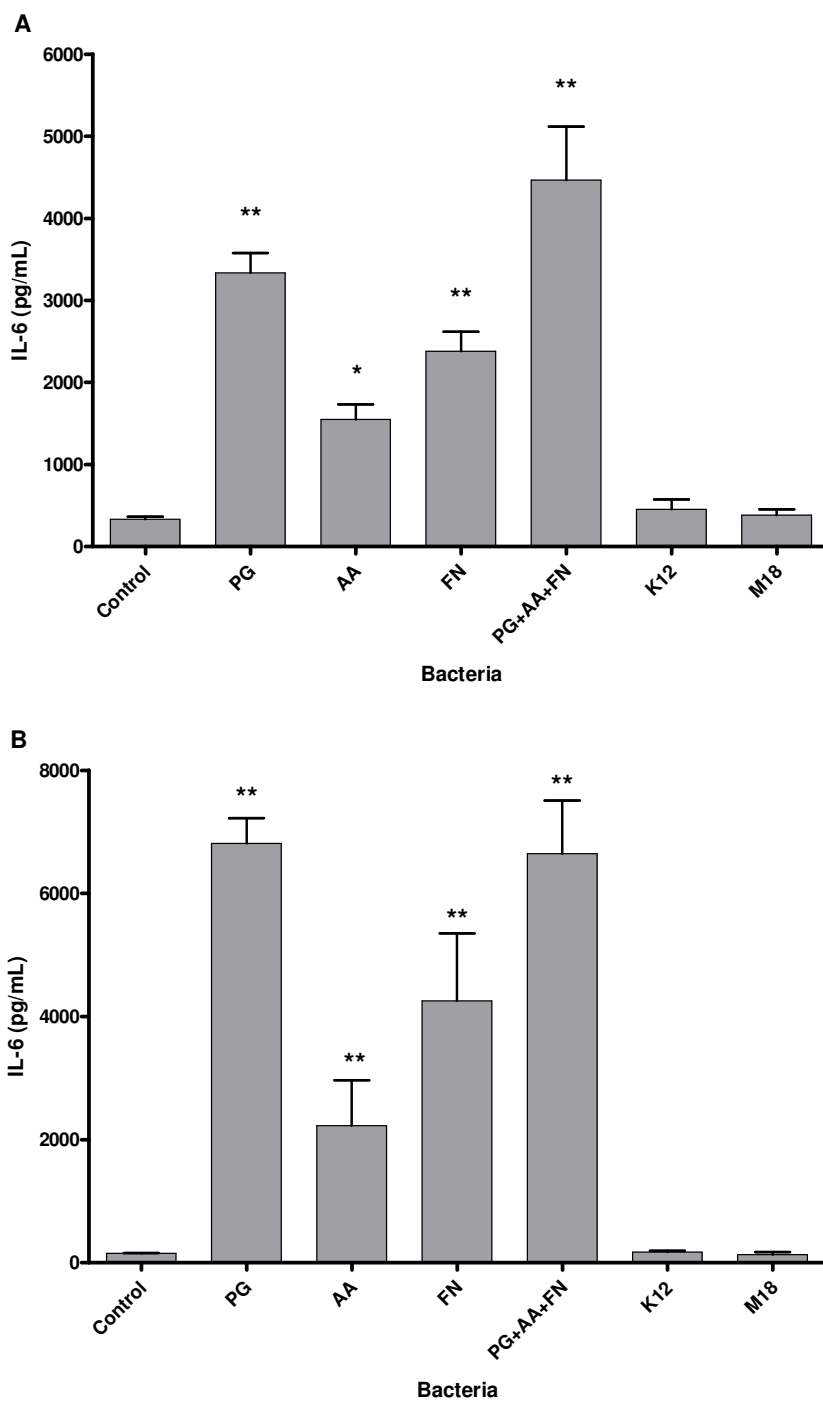 A
6000
5000
4000
3000
2000
1000
0
IL-6 (pg/mL)
**
*
**
**
Control
PG
AA
FN
PG+AA+FN
K12
M18
Bacteria
B
8000
6000
4000
2000
0
IL-6 (pg/mL)
**
**
**
**
Control
PG
AA
FN
PG+AA+FN
K12
M18
Bacteria